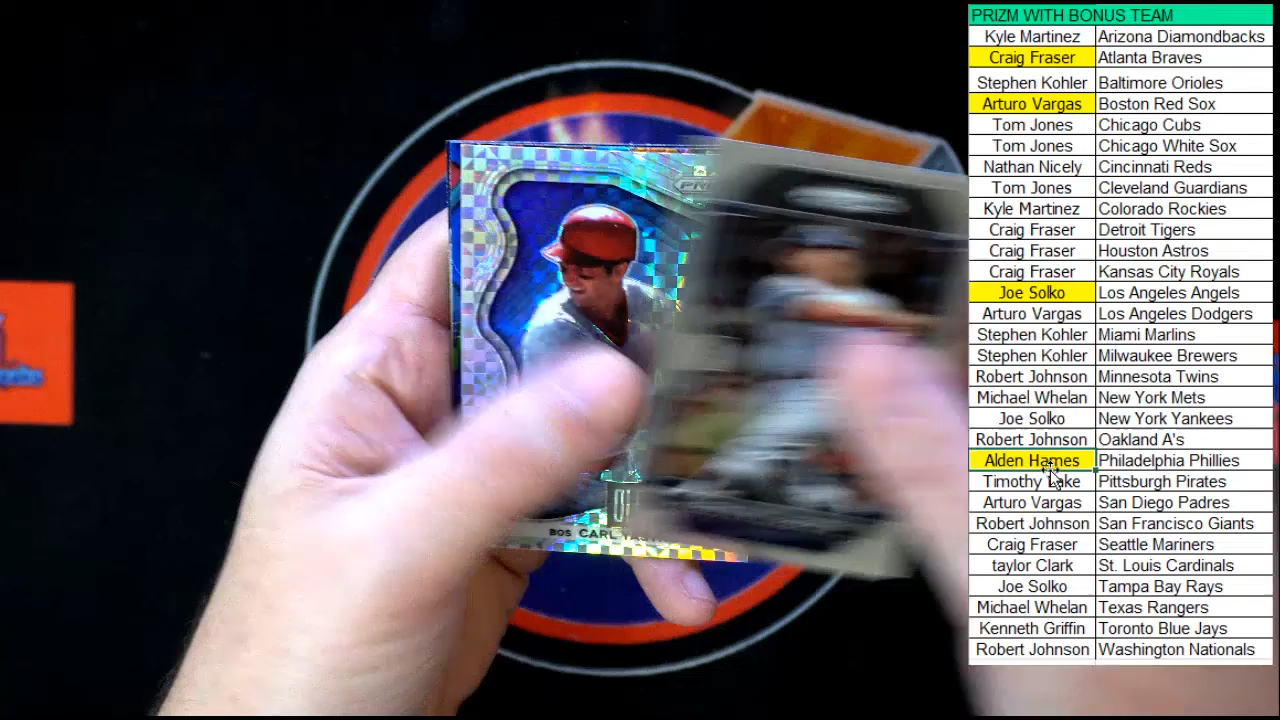 PRIZM WITH BONUS TEAM
Kyle Martinez Arizona Diamondbacks
Craig Fraser Atlanta Braves
Stephen Kohler Baltimore Orioles
Arturo Vargas Boston Red Sox
Tom Jones Chicago Cubs
Tom Jones Chicago White Sox
Nathan Nicely Cincinnati Reds
Tom Jones Cleveland Guardians
Kyle Martinez Colorado Rockies
Craig Fraser Detroit Tigers
Craig Fraser Houston Astros
Craig Fraser Kansas City Royals
Joe Solko Los Angeles Angels
Arturo Vargas Los Angeles Dodgers
Stephen Kohler Miami Marlins
Stephen Kohler Milwaukee Brewers
Robert Johnson Minnesota Twins
Michael Whelan New York Mets
Joe Solko New York Yankees
Robert Johnson Oakland A's
Alden Philadelphia Phillies
Timothy Pittsburgh Pirates
Arturo Vargas San Diego Padres
Robert Johnson San Francisco Giants
Craig Fraser Seattle Mariners
taylor Clark St. Louis Cardinals
Joe Solko Tampa Bay Rays
Michael Whelan Texas Rangers
Kenneth Griffin Toronto Blue Jays
Robert Johnson Washington Nationals
BOS CARL